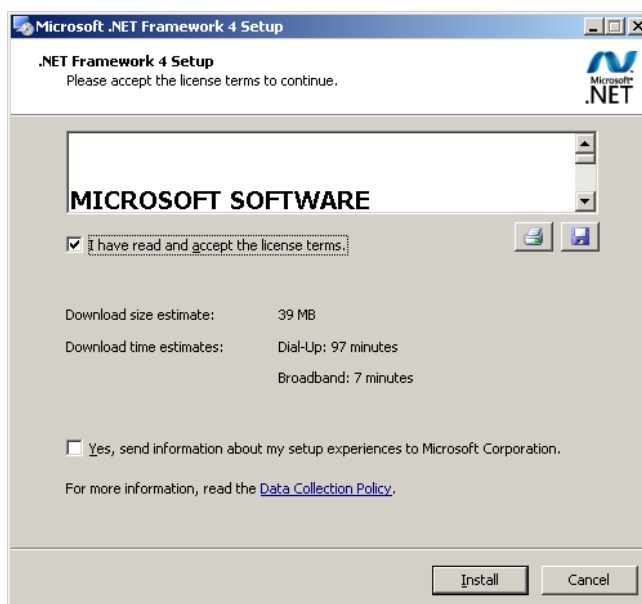 Microsoft .NET Framework 4 Setup
.NET Framework 4 Setup
Please accept the license terms to continue.
Microsoft
.NET
MICROSOFT SOFTWARE
I have read and accept the license terms.
Download size estimate: 39 MB
Download time estimates: Dial-Up: 97 minutes
Broadband: 7 minutes
Yes, send information about my setup experiences to Microsoft Corporation.
For more information, read the Data Collection Policy.
Install Cancel